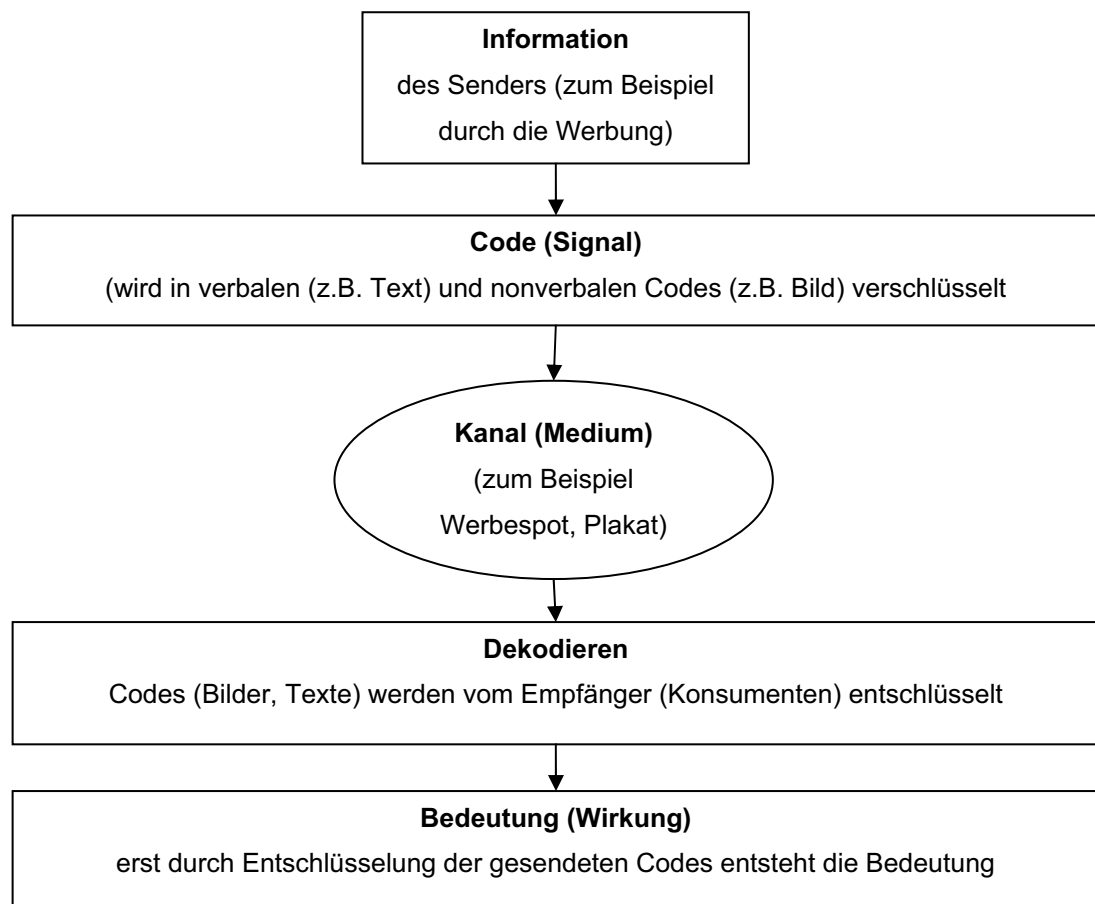 Information
des Senders (zum Beispiel
durch die Werbung)
Code (Signal)
(wird in verbalen (z.B. Text) und nonverbalen Codes (z.B. Bild) verschlüsselt
Kanal (Medium)
(zum Beispiel
Werbespot, Plakat)
Dekodieren
Codes (Bilder, Texte) werden vom Empfänger (Konsumenten) entschlüsselt
Bedeutung (Wirkung)
erst durch Entschlüsselung der gesendeten Codes entsteht die Bedeutung